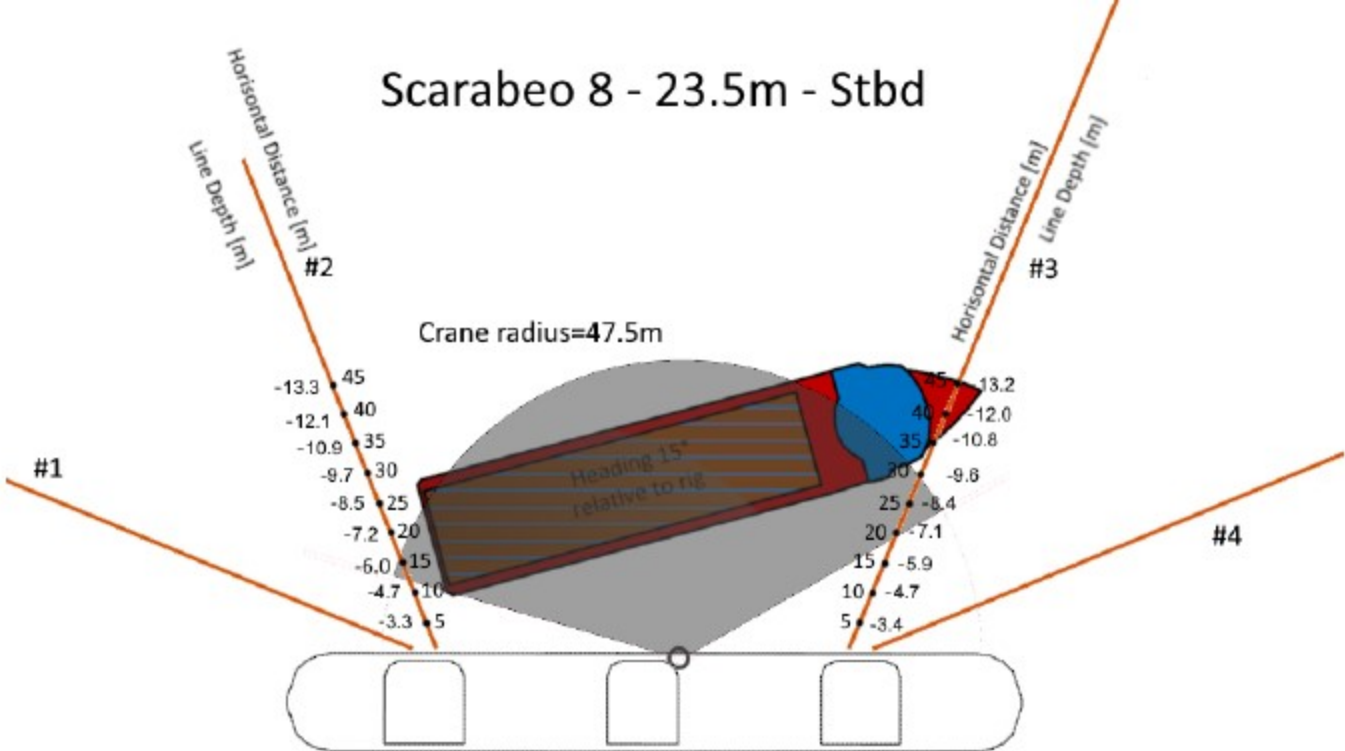 Scarabeo 8 - 23.5m - Stbd
Horisontal Distance [m]
Line Depth [m]
#2
Horisontal Distance [m]
Line Depth [m]
#3
Crane radius=47.5m
-13.3 45
-12.1 40
-10.9 35
-9.7 30
-8.5 25
-7.2 20
-6.0 15
-4.7 10
-3.3 5
45 13.2
40 -12.0
35 -10.8
30 -9.6
25 -8.4
20 -7.1
15 -5.9
10 -4.7
5 -3.4
#1
Heading 15°
relative to rig
#4